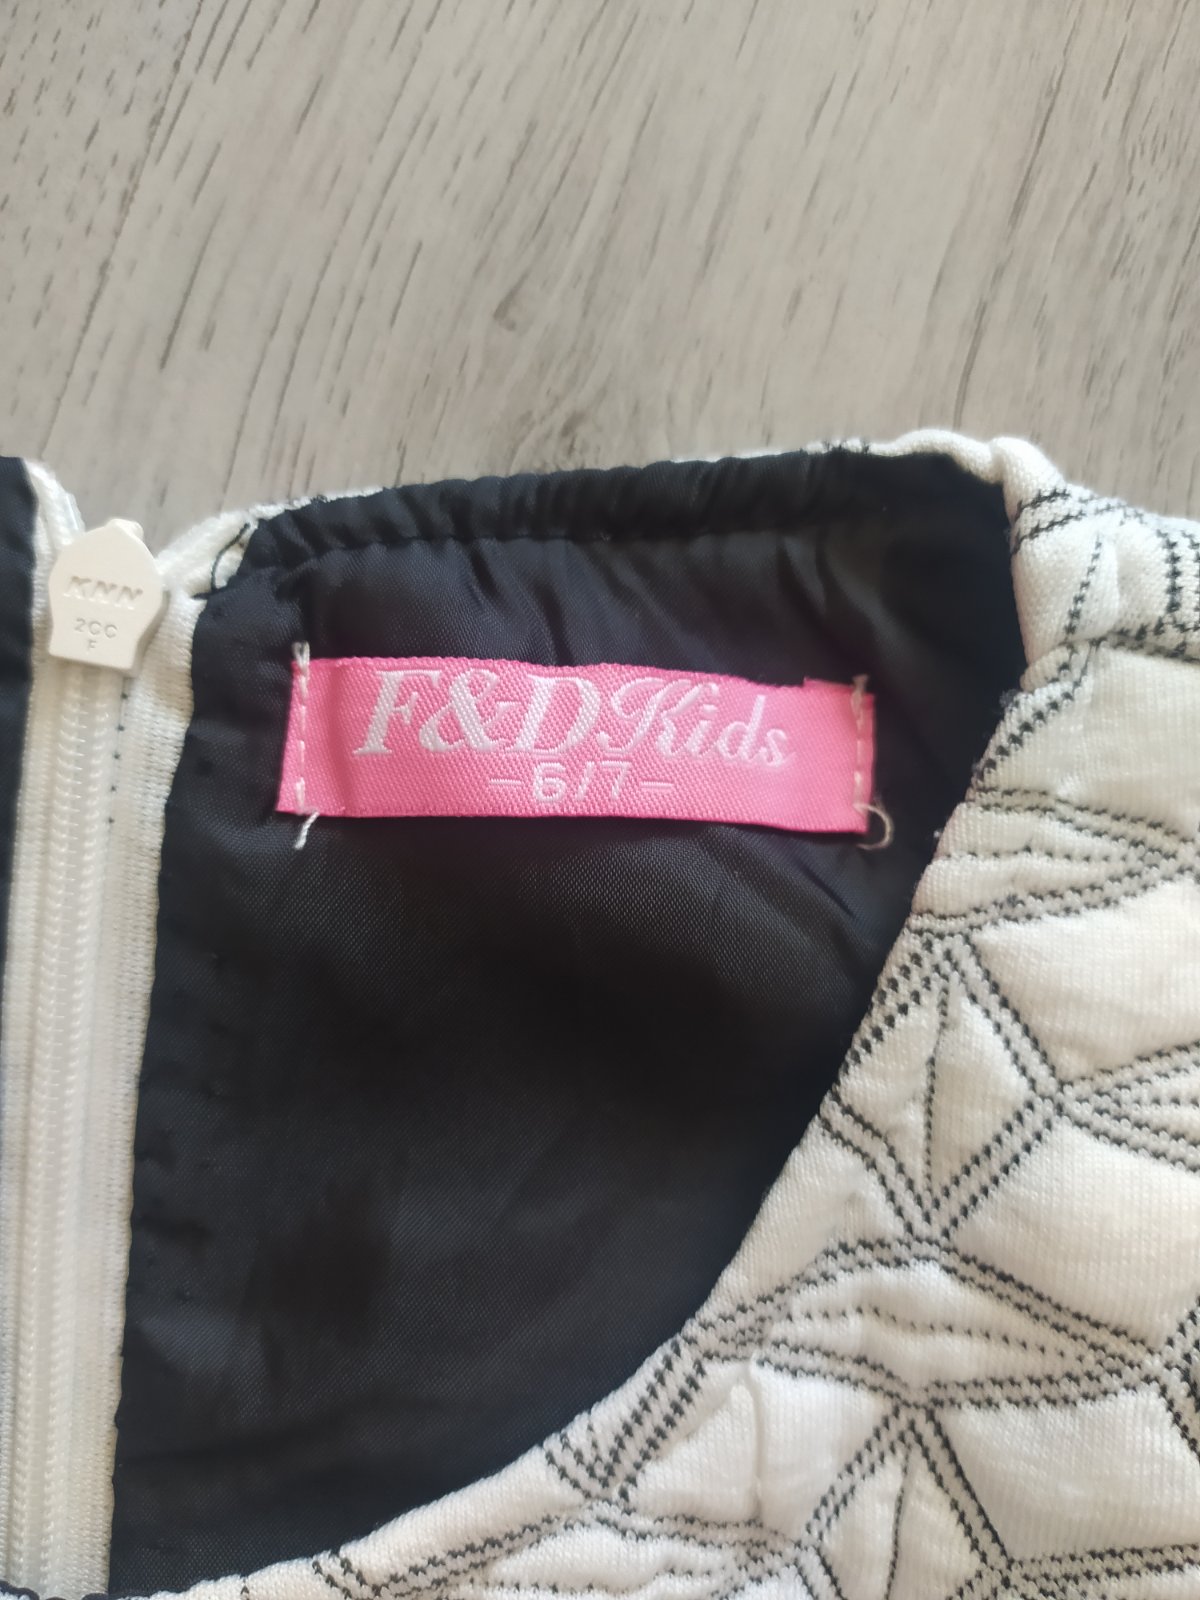 KNN
2CC
F
F&D Kids
-6/7-